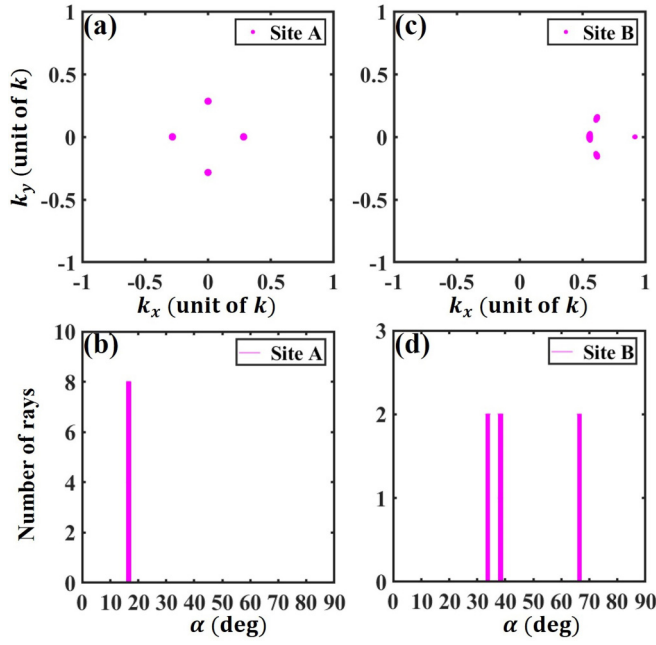 (a)
Site A
1
0.5
0
-0.5
-1
-1 -0.5 0 0.5 1
k_y (unit of k)
k_x (unit of k)
(c)
Site B
1
0.5
0
-0.5
-1
-1 -0.5 0 0.5 1
k_x (unit of k)
(b)
Site A
10
8
6
4
2
0
0 10 20 30 40 50 60 70 80 90
Number of rays
α (deg)
(d)
Site B
3
2
1
0
0 10 20 30 40 50 60 70 80 90
α (deg)